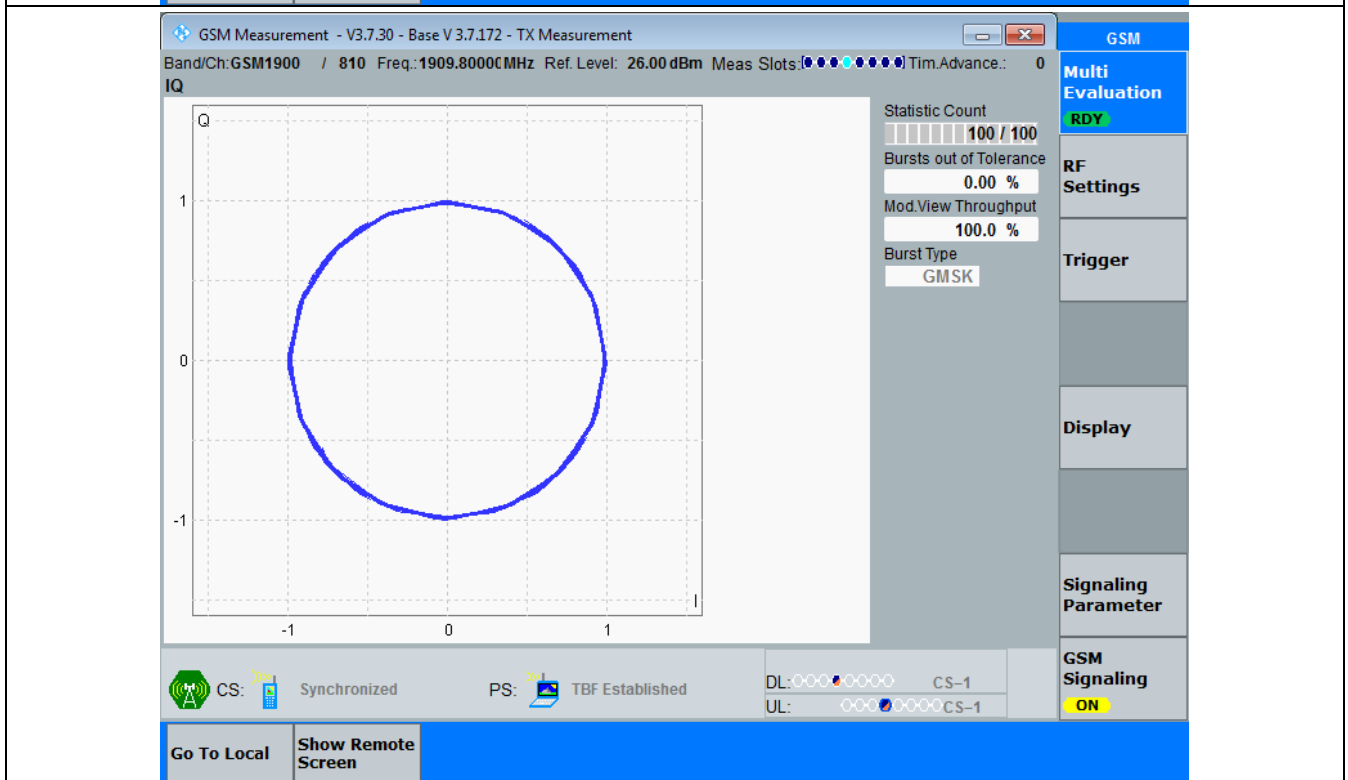 GSM Measurement - V3.7.30 - Base V 3.7.172 - TX Measurement
GSM
Band/Ch:GSM1900 / 810 Freq.:1909.80000 MHz Ref. Level: 26.00 dBm Meas Slots: Tim.Advance.: 0
IQ
Multi
Evaluation
RDY
Q
Statistic Count
100 / 100
Bursts out of Tolerance
0.00 %
Mod.View Throughput
100.0 %
Burst Type
GMSK
RF
Settings
Trigger
Display
1
0
-1
I
-1 0 1
Signaling
Parameter
GSM
Signaling
ON
CS: Synchronized PS: TBF Established DL: CS-1
UL: CS-1
Go To Local
Show Remote
Screen